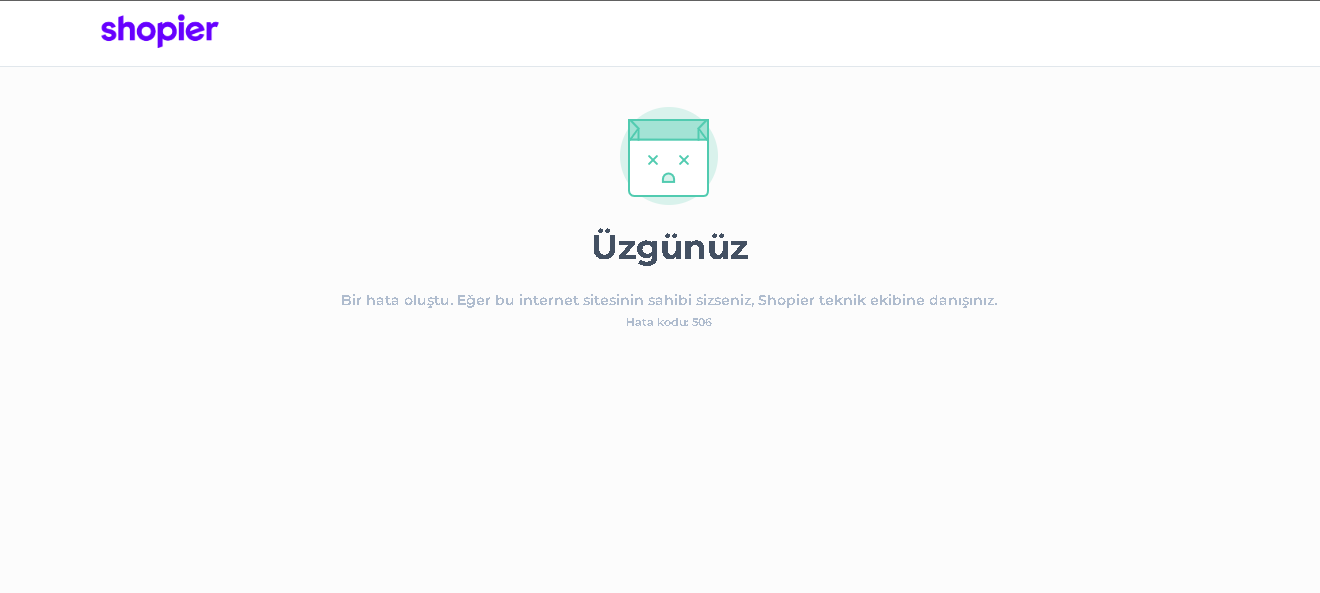 shopier
Üzgünüz
Bir hata oluştu. Eğer bu internet sitesinin sahibi sizseniz, Shopier teknik ekibine danışınız.
Hata kodu: 506